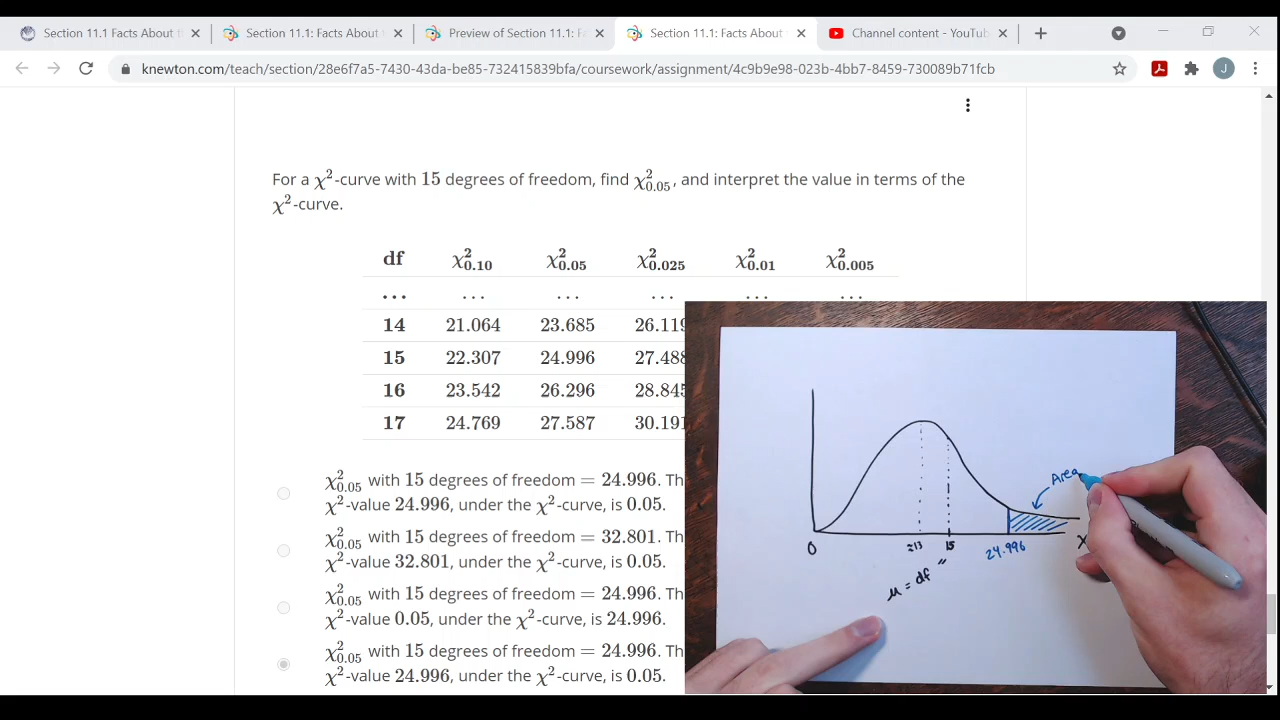 Section 11.1 Facts About t
Section 11.1: Facts About
Preview of Section 11.1: F
Section 11.1: Facts About
Channel content - YouTub
knewton.com/teach/section/28e6f7a5-7430-43da-be85-732415839bfa/coursework/assignment/4c9b9e98-023b-4bb7-8459-730089b71fcb
J
For a χ²-curve with 15 degrees of freedom, find χ²₀.₀₅, and interpret the value in terms of the
χ²-curve.
df χ²₀.₁₀ χ²₀.₀₅ χ²₀.₀₂₅ χ²₀.₀₁ χ²₀.₀₀₅
... ... ... ... ... ...
14 21.064 23.685 26.119
15 22.307 24.996 27.488
16 23.542 26.296 28.845
17 24.769 27.587 30.191
χ²₀.₀₅ with 15 degrees of freedom = 24.996. Th
χ²-value 24.996, under the χ²-curve, is 0.05.
χ²₀.₀₅ with 15 degrees of freedom = 32.801. Th
χ²-value 32.801, under the χ²-curve, is 0.05.
χ²₀.₀₅ with 15 degrees of freedom = 24.996. Th
χ²-value 0.05, under the χ²-curve, is 24.996.
χ²₀.₀₅ with 15 degrees of freedom = 24.996. Th
χ²-value 24.996, under the χ²-curve, is 0.05.
Area
0 ≈13 15 24.996 X
μ = df